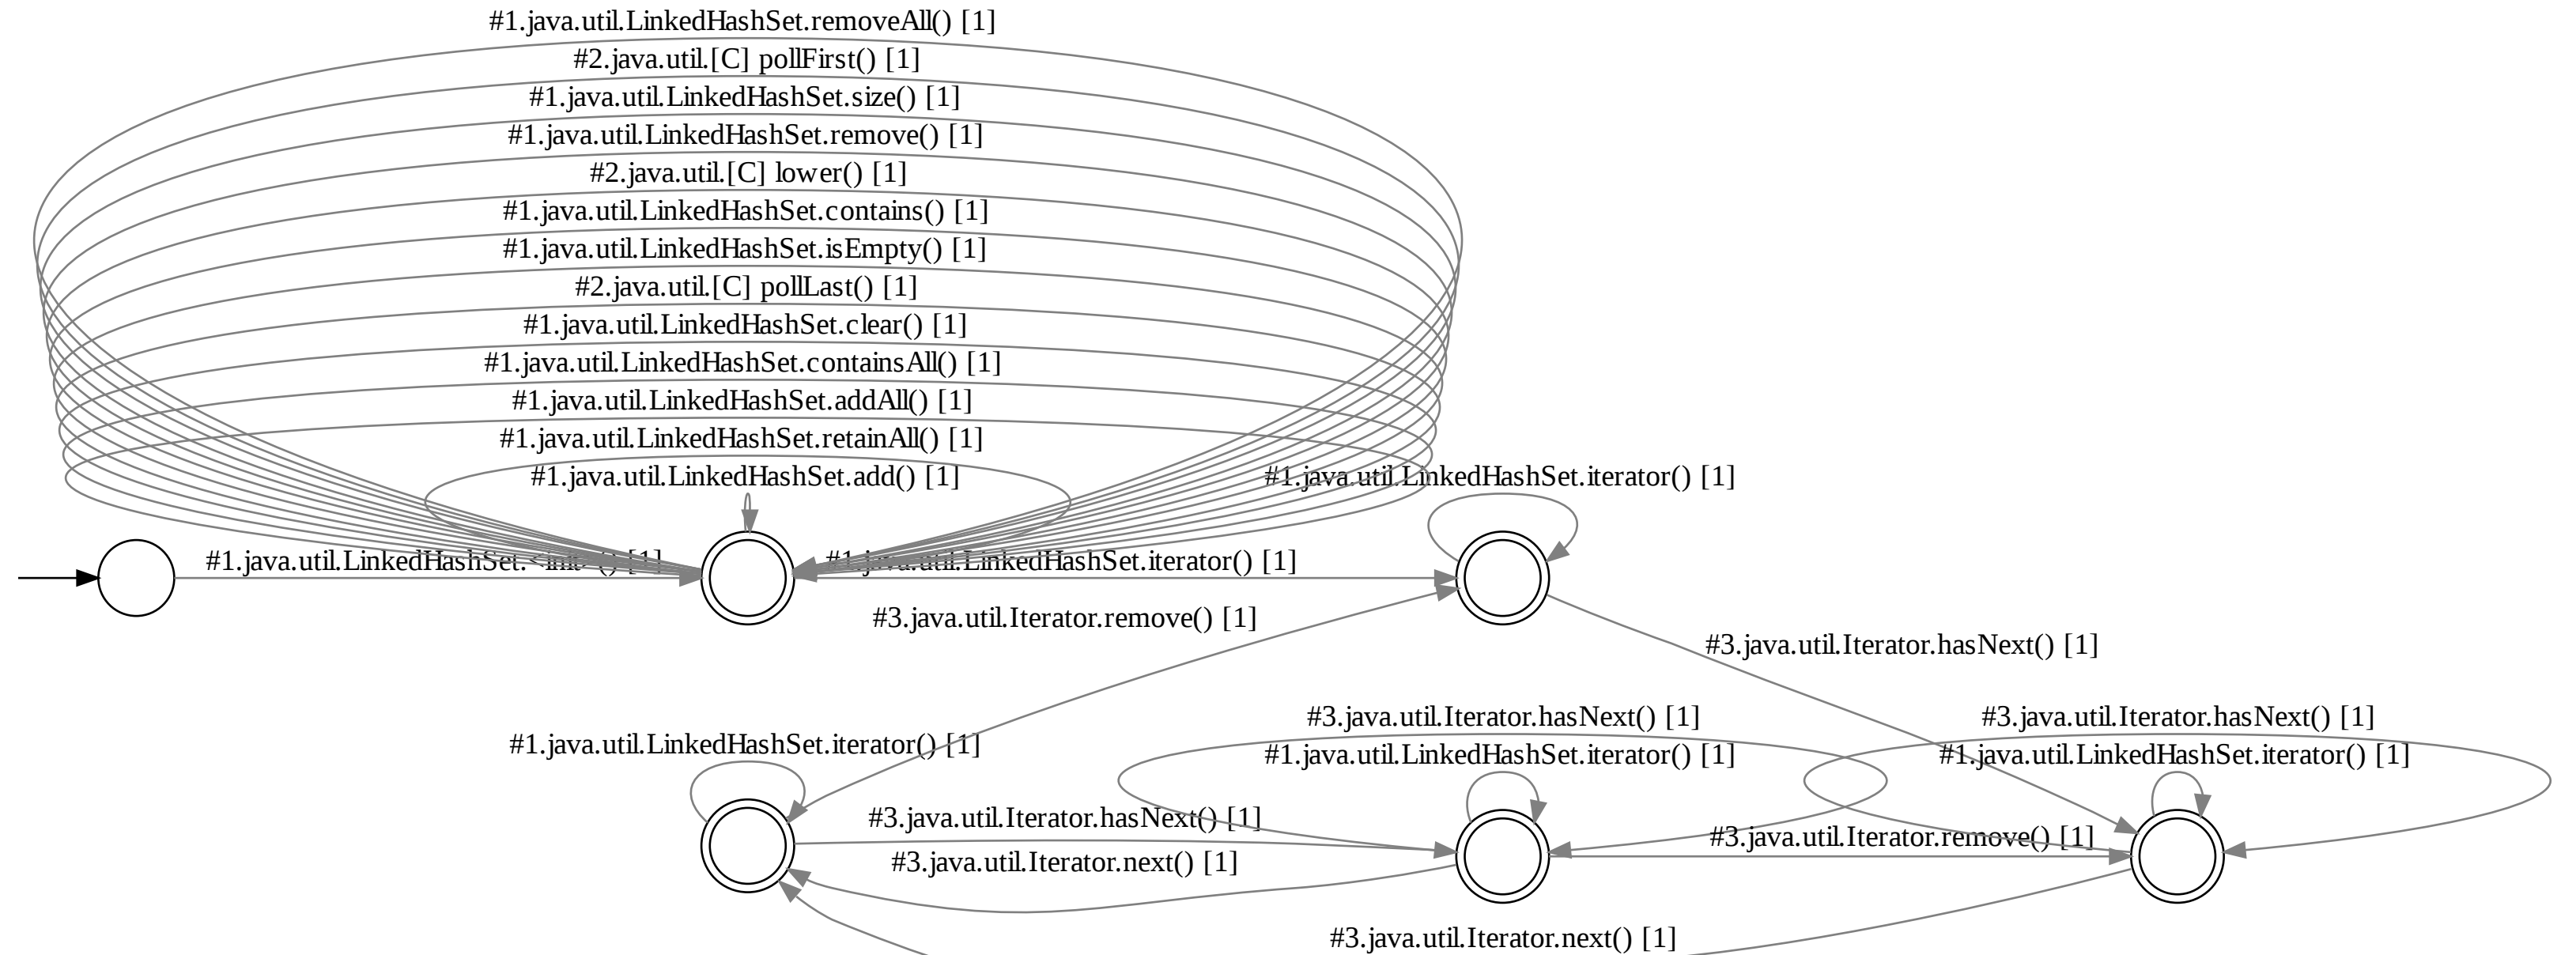 #1.java.util.LinkedHashSet.removeAll() [1]
#2.java.util.[C] pollFirst() [1]
#1.java.util.LinkedHashSet.size() [1]
#1.java.util.LinkedHashSet.remove() [1]
#2.java.util.[C] lower() [1]
#1.java.util.LinkedHashSet.contains() [1]
#1.java.util.LinkedHashSet.isEmpty() [1]
#2.java.util.[C] pollLast() [1]
#1.java.util.LinkedHashSet.clear() [1]
#1.java.util.LinkedHashSet.containsAll() [1]
#1.java.util.LinkedHashSet.addAll() [1]
#1.java.util.LinkedHashSet.retainAll() [1]
#1.java.util.LinkedHashSet.add() [1]
#1.java.util.LinkedHashSet.iterator() [1]
#1.java.util.LinkedHashSet.<init>() [1]
#1.java.util.LinkedHashSet.iterator() [1]
#3.java.util.Iterator.remove() [1]
#3.java.util.Iterator.hasNext() [1]
#3.java.util.Iterator.hasNext() [1]
#3.java.util.Iterator.hasNext() [1]
#1.java.util.LinkedHashSet.iterator() [1]
#1.java.util.LinkedHashSet.iterator() [1]
#1.java.util.LinkedHashSet.iterator() [1]
#3.java.util.Iterator.hasNext() [1]
#3.java.util.Iterator.remove() [1]
#3.java.util.Iterator.next() [1]
#3.java.util.Iterator.next() [1]